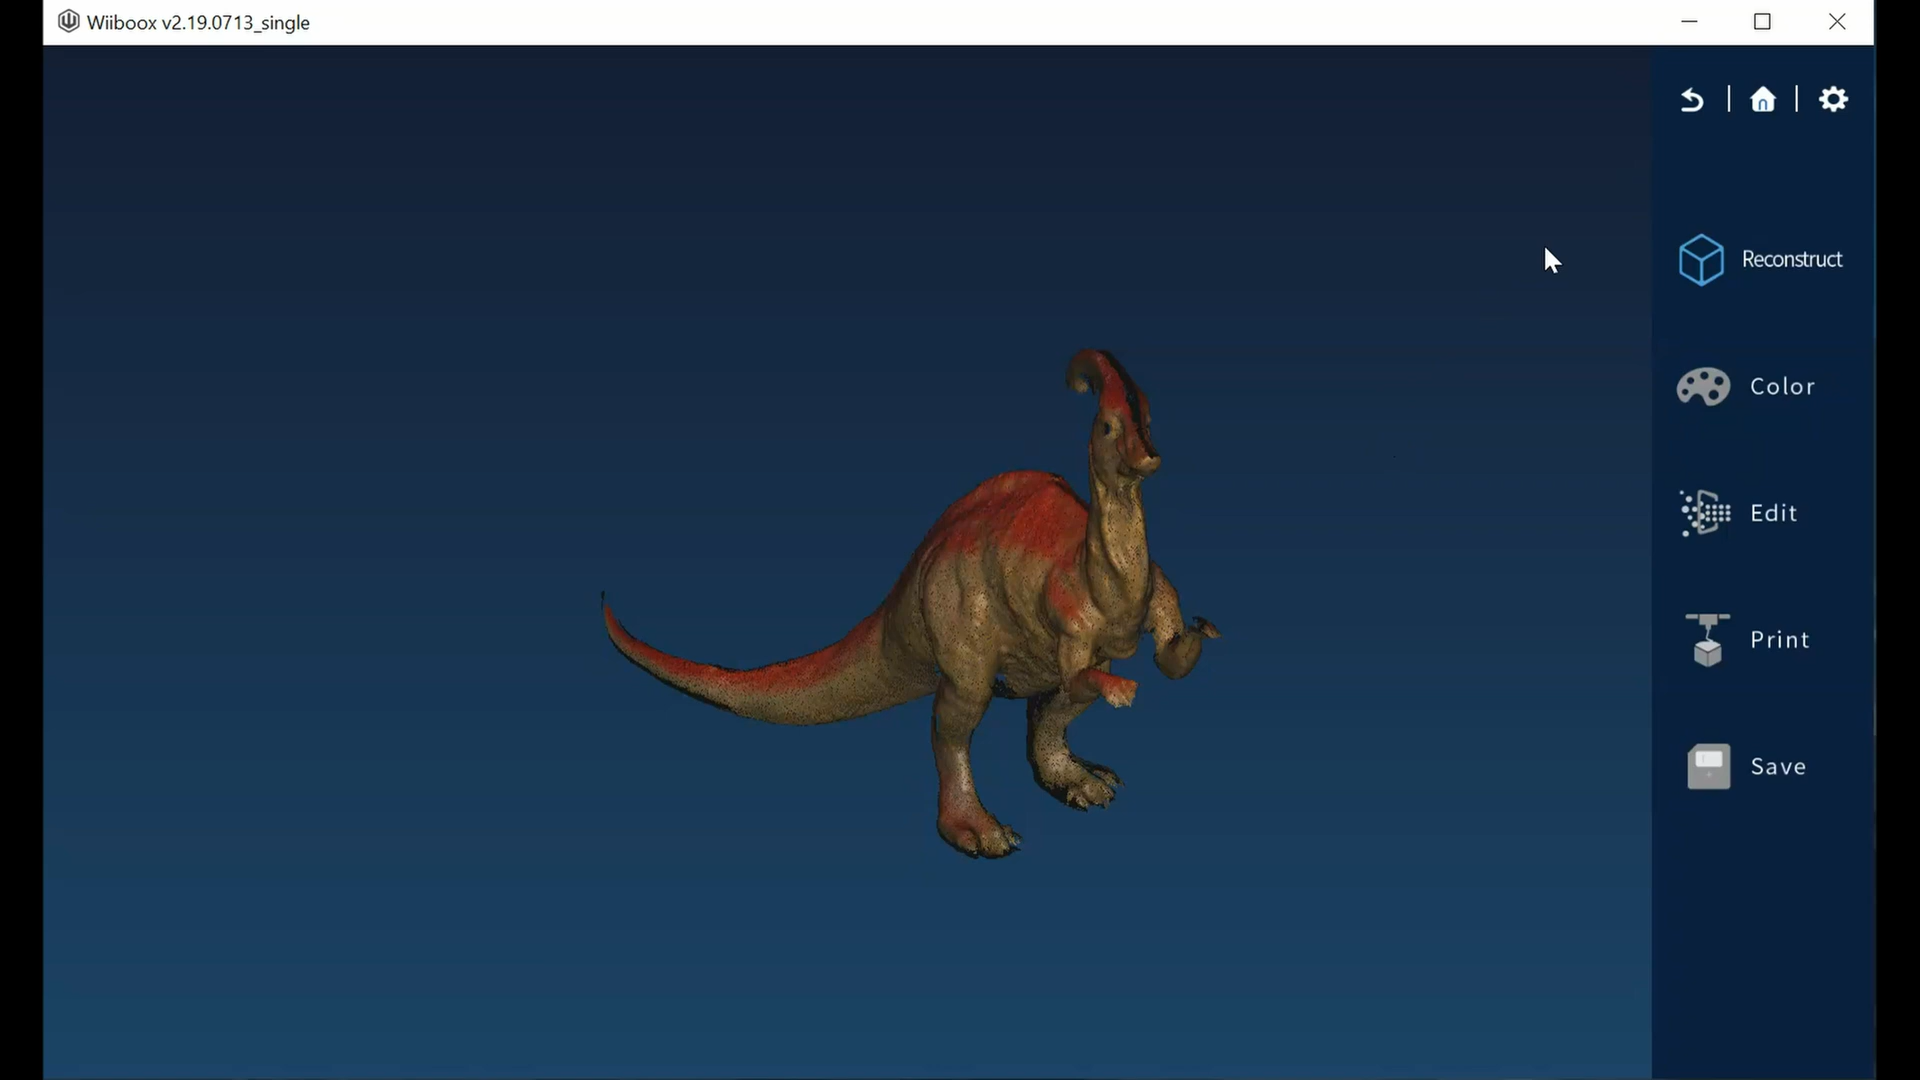 Wiiboox v2.19.0713_single
Reconstruct
Color
Edit
Print
Save